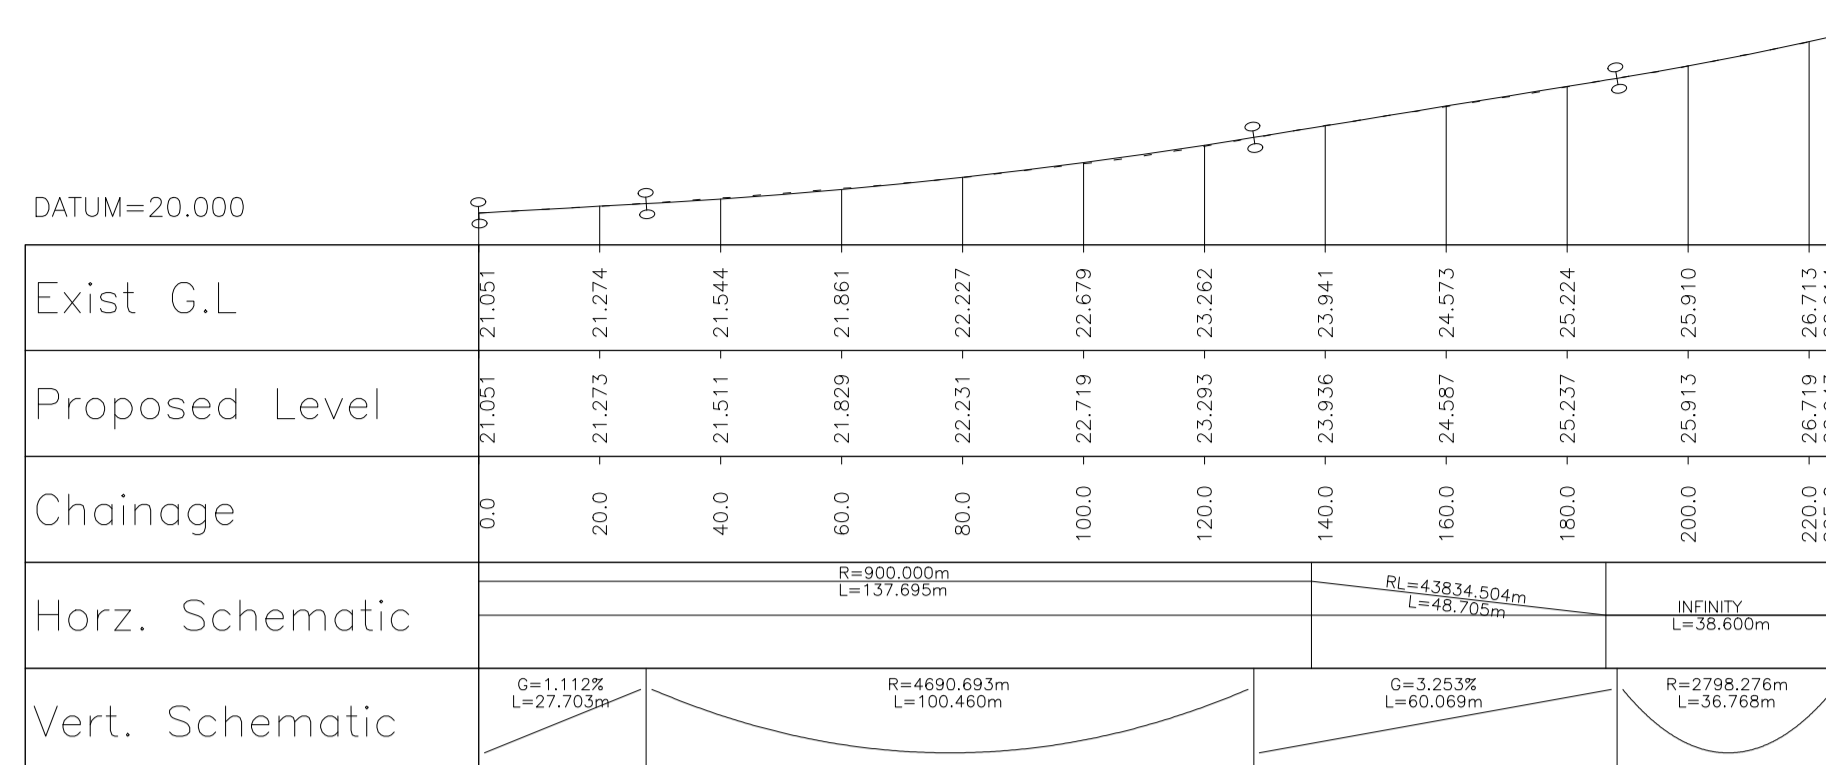 DATUM=20.000
Exist G.L 21.051 21.274 21.544 21.861 22.227 22.679 23.262 23.941 24.573 25.224 25.910 26.713
Proposed Level 21.051 21.273 21.511 21.829 22.231 22.719 23.293 23.936 24.587 25.237 25.913 26.719
Chainage 0.0 20.0 40.0 60.0 80.0 100.0 120.0 140.0 160.0 180.0 200.0 220.0
Horz. Schematic
R=900.000m
L=137.695m
RL=43834.504m
L=48.705m
INFINITY
L=38.600m
Vert. Schematic
G=1.112%
L=27.703m
R=4690.693m
L=100.460m
G=3.253%
L=60.069m
R=2798.276m
L=36.768m